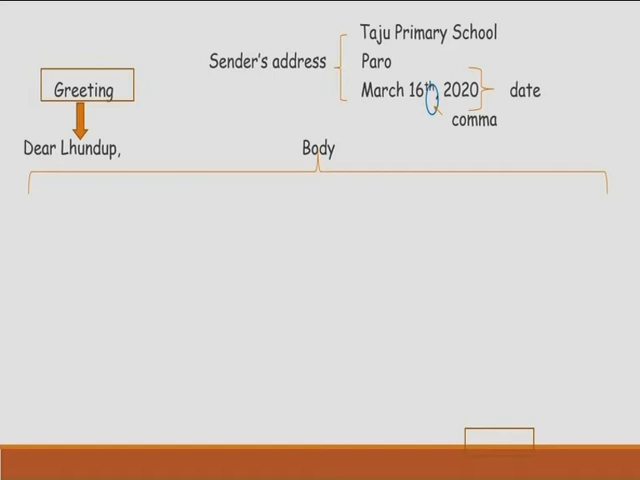 Taju Primary School
Sender's address
Paro
Greeting
March 16th, 2020
date
comma
Dear Lhundup,
Body